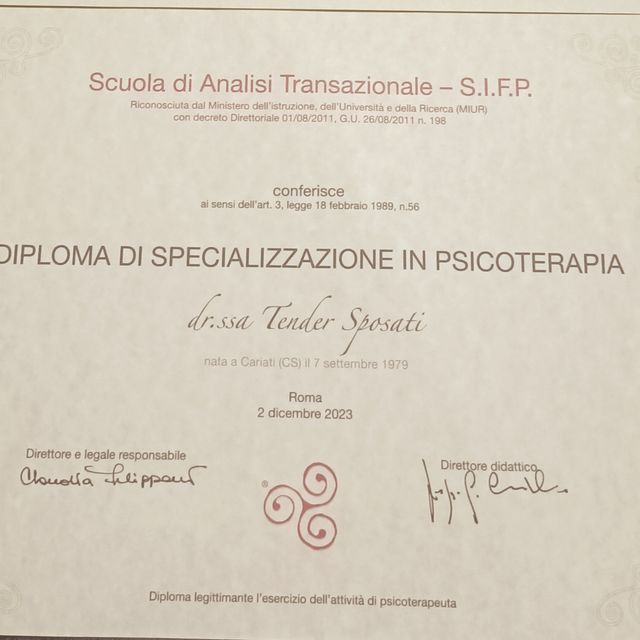 Scuola di Analisi Transazionale – S.I.F.P.
Riconosciuta dal Ministero dell'istruzione, dell'Università e della Ricerca (MIUR)
con decreto Direttoriale 01/08/2011, G.U. 26/08/2011 n. 198
conferisce
ai sensi dell'art. 3, legge 18 febbraio 1989, n.56
DIPLOMA DI SPECIALIZZAZIONE IN PSICOTERAPIA
dr.ssa Tender Sposati
nata a Cariati (CS) il 7 settembre 1979
Roma
2 dicembre 2023
Direttore e legale responsabile
Claudia
Direttore didattico
®
Diploma legittimante l'esercizio dell'attività di psicoterapeuta